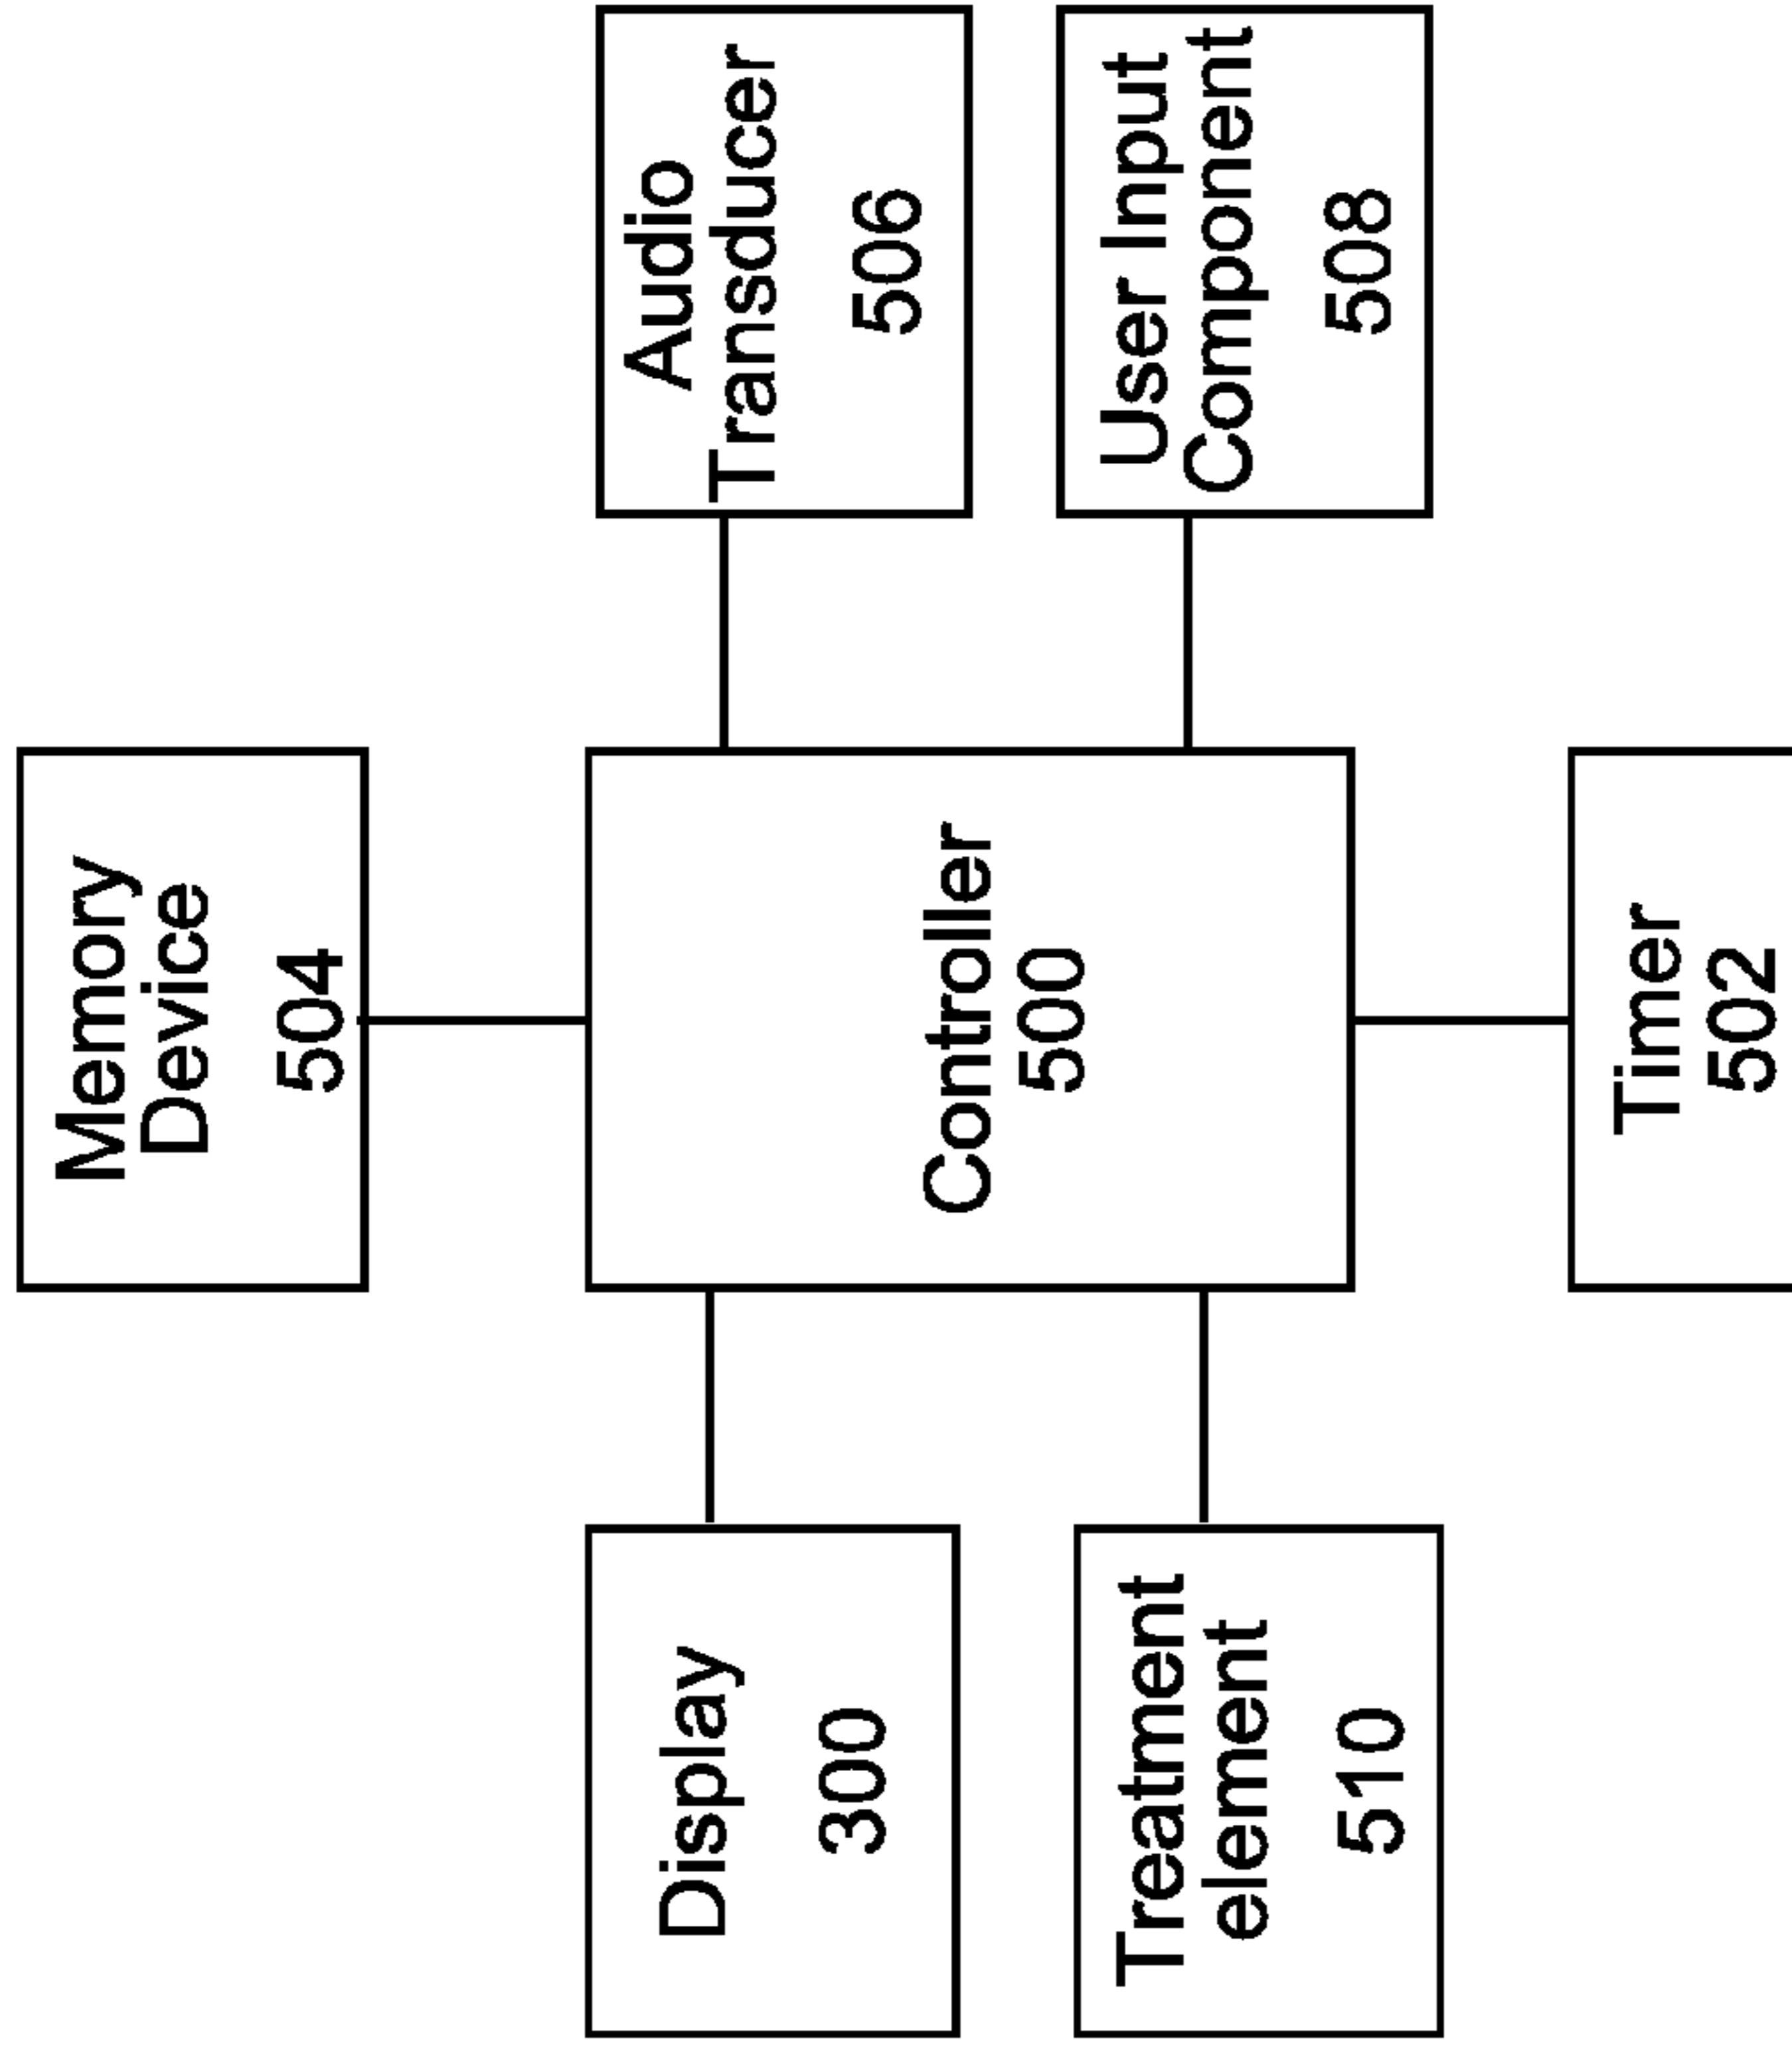 Memory
Device
504
Display
300
Controller
500
Audio
Transducer
506
Treatment
element
510
User Input
Component
508
Timer
502